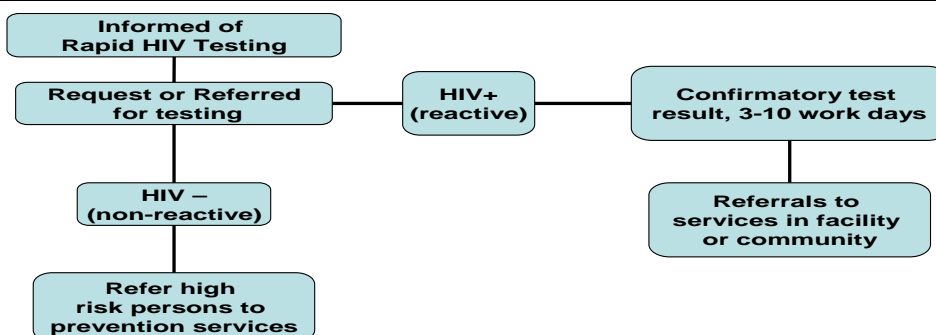 Informed of
Rapid HIV Testing
Request or Referred
for testing
HIV+
(reactive)
Confirmatory test
result, 3-10 work days
HIV –
(non-reactive)
Referrals to
services in facility
or community
Refer high
risk persons to
prevention services